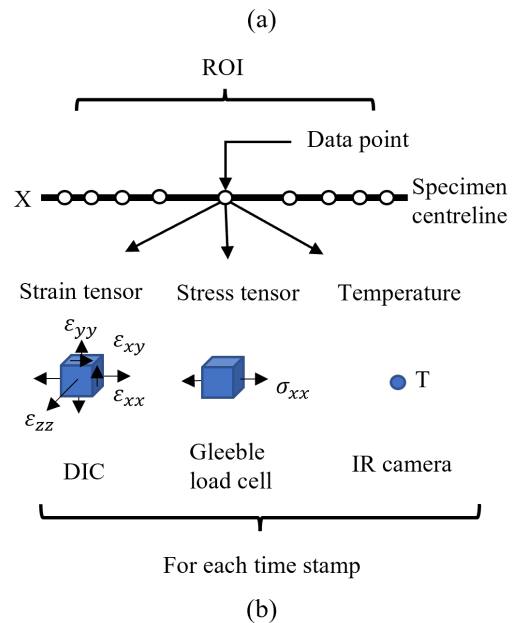 (a)
ROI
Data point
X
Specimen
centreline
Strain tensor
Stress tensor
Temperature
εyy
εxy
εxx
εzz
σxx
T
DIC
Gleeble
load cell
IR camera
For each time stamp
(b)